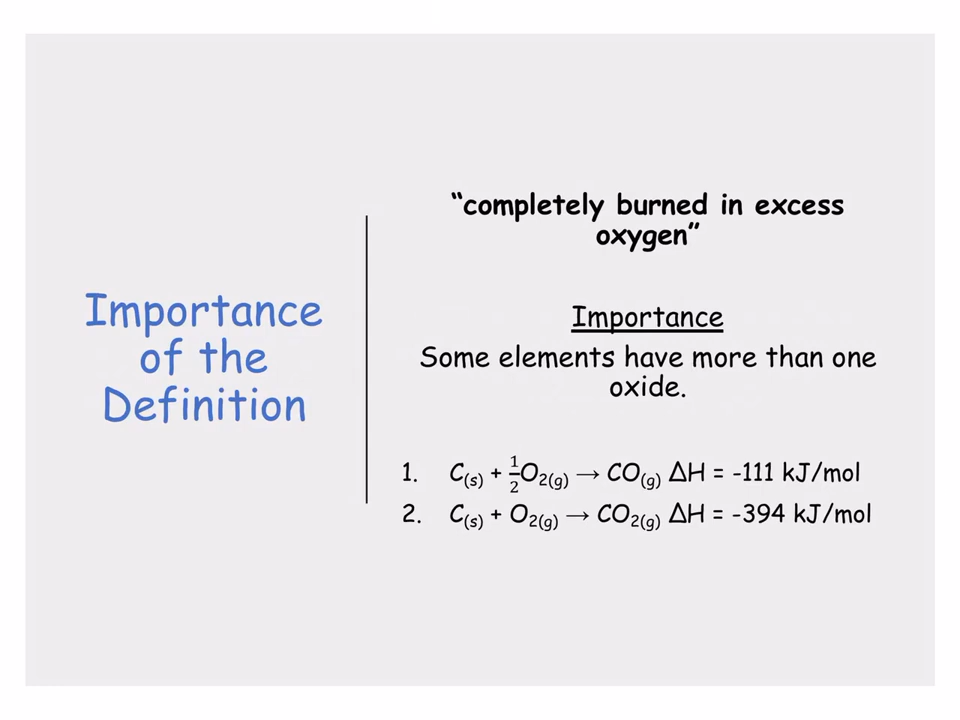 Importance
of the
Definition
“completely burned in excess
oxygen”
Importance
Some elements have more than one
oxide.
1. C(s) + ½O₂(g) → CO(g) ΔH = -111 kJ/mol
2. C(s) + O₂(g) → CO₂(g) ΔH = -394 kJ/mol